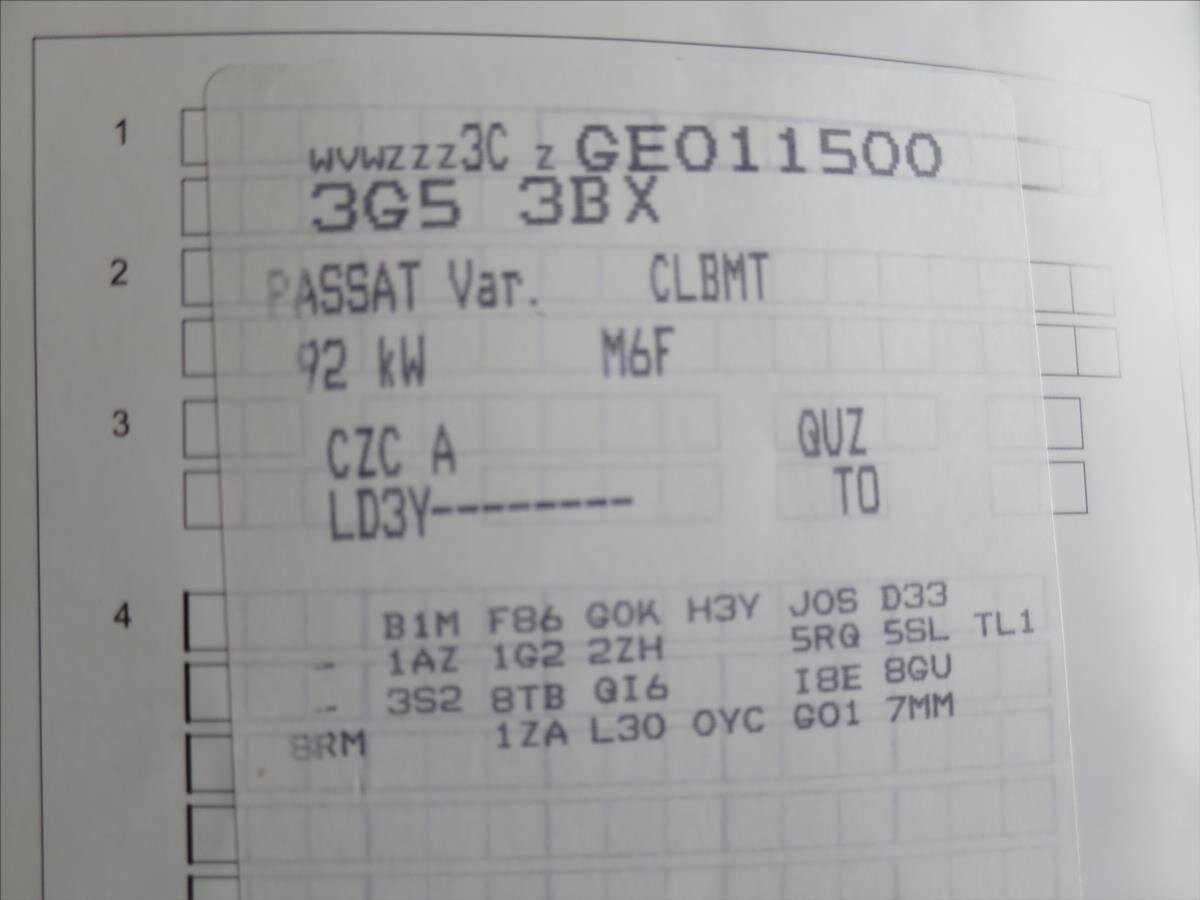 1 WVWZZZ3C Z GE011500
3G5 3BX
2 PASSAT Var. CLBMT
92 kW M6F
3 CZC A QUZ
LD3Y--------- TO
4 B1M F86 G0K H3Y J0S D33
- 1AZ 1G2 2ZH 5RQ 5SL TL1
- 3S2 8TB QI6 I8E 8GU
8RM 1ZA L30 0YC G01 7MM